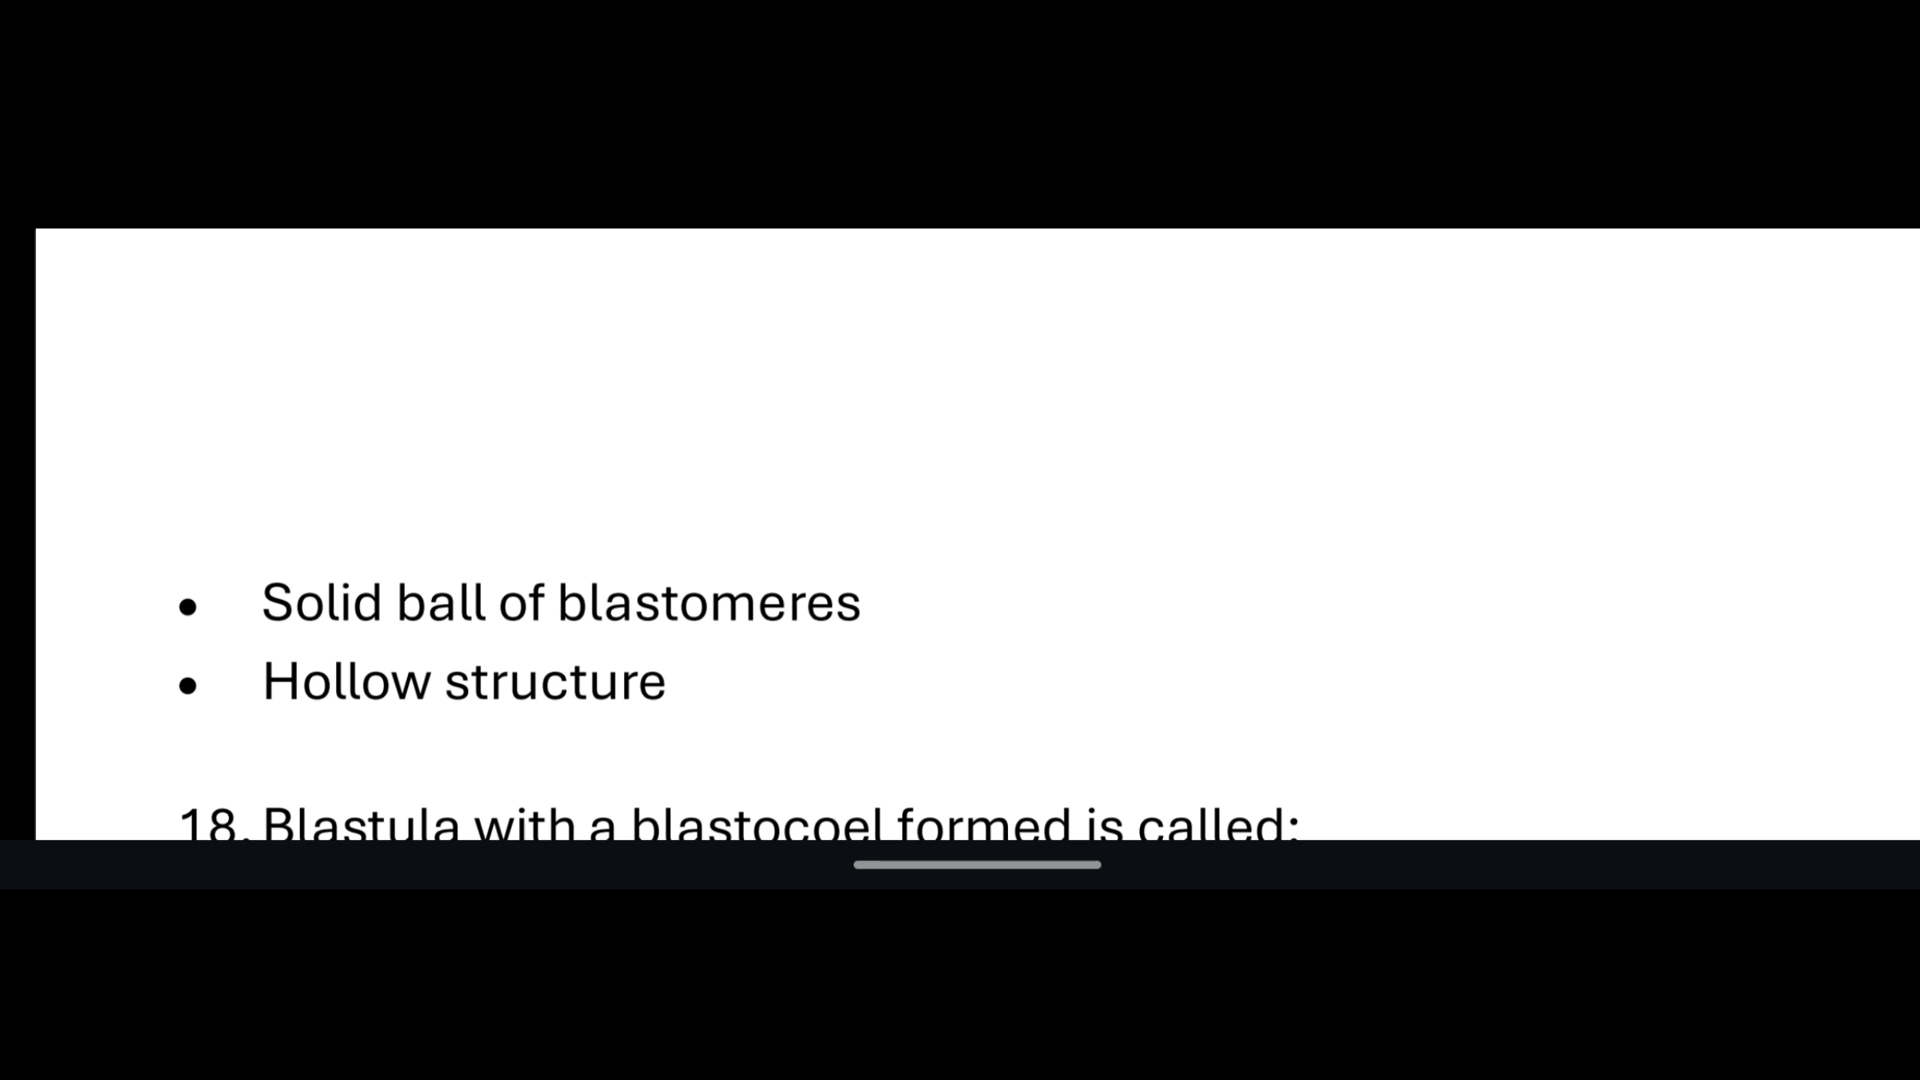 • Solid ball of blastomeres
• Hollow structure
18. Blastula with a blastocoel formed is called: